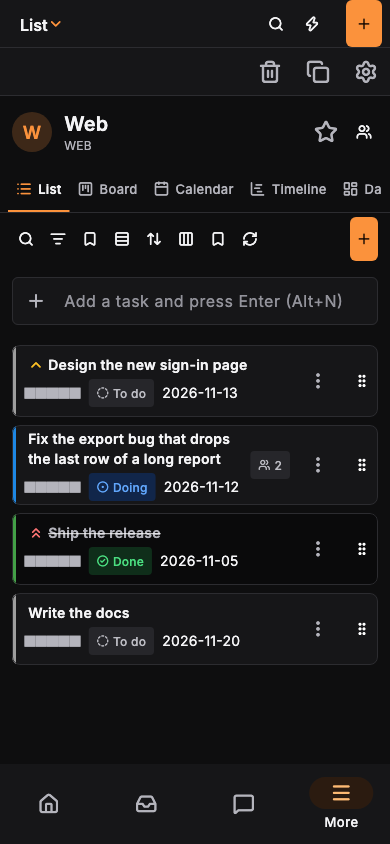 List
W
Web
WEB
List
Board
Calendar
Timeline
Da
Add a task and press Enter (Alt+N)
Design the new sign-in page
To do 2026-11-13
Fix the export bug that drops
the last row of a long report
2
Doing 2026-11-12
Ship the release
Done 2026-11-05
Write the docs
To do 2026-11-20
More